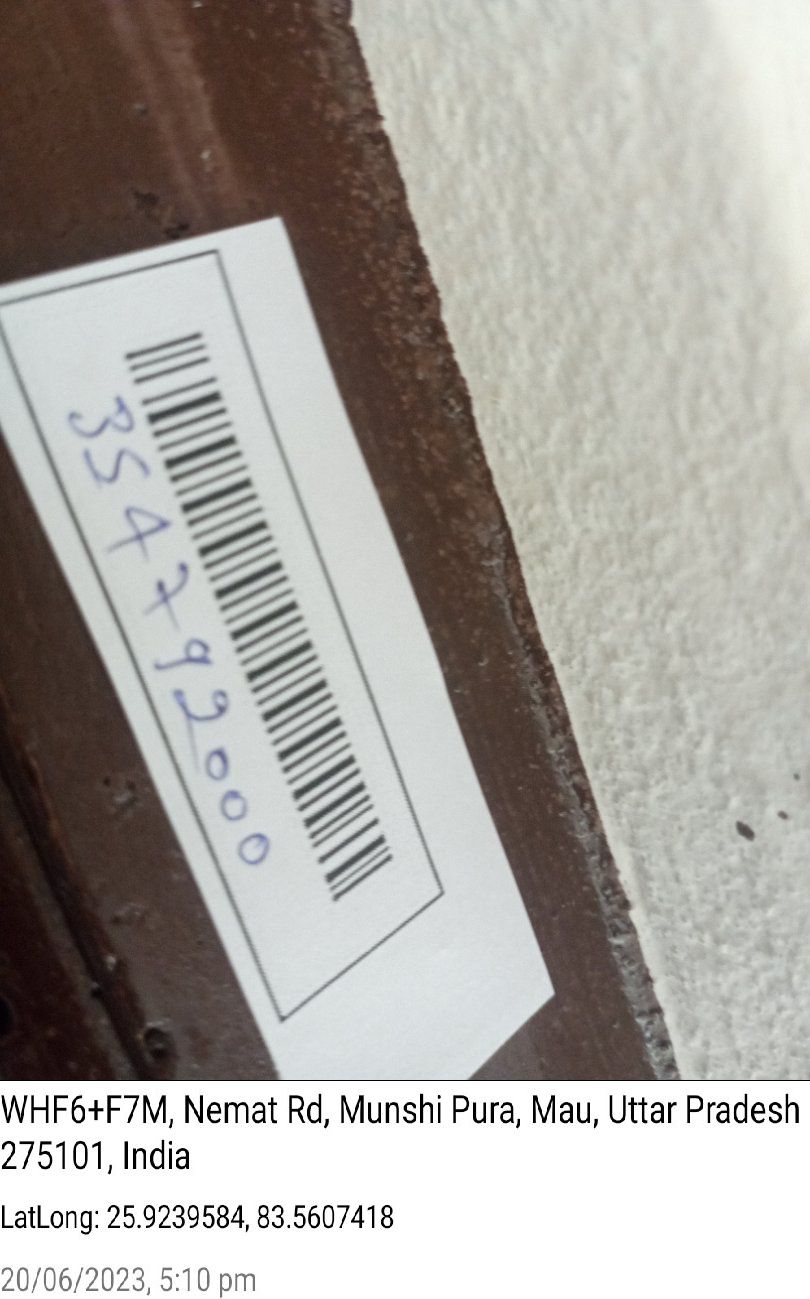 354792000
WHF6+F7M, Nemat Rd, Munshi Pura, Mau, Uttar Pradesh
275101, India
LatLong: 25.9239584, 83.5607418
20/06/2023, 5:10 pm